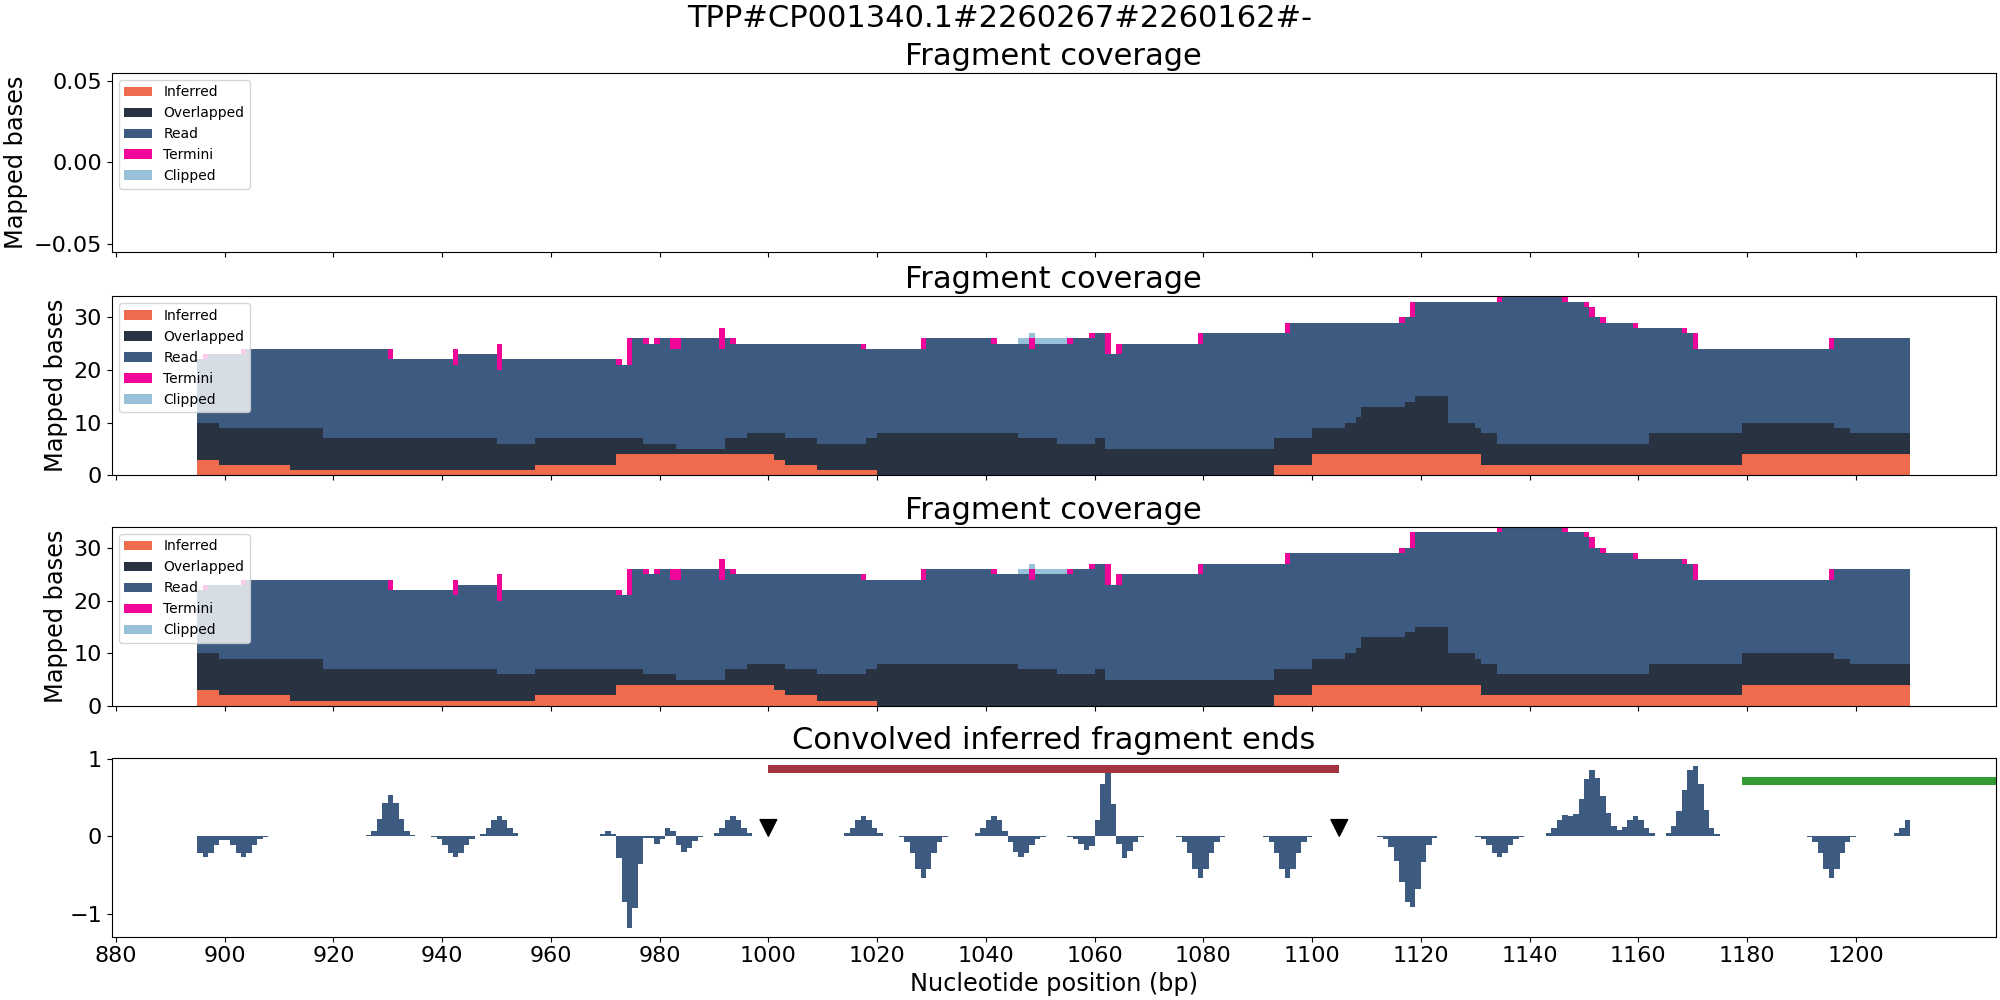 TPP#CP001340.1#2260267#2260162#-
Fragment coverage
Mapped bases
0.05
0.00
−0.05
Inferred
Overlapped
Read
Termini
Clipped
Fragment coverage
Mapped bases
30
20
10
0
Inferred
Overlapped
Read
Termini
Clipped
Fragment coverage
Mapped bases
30
20
10
0
Inferred
Overlapped
Read
Termini
Clipped
Convolved inferred fragment ends
1
0
−1
880 900 920 940 960 980 1000 1020 1040 1060 1080 1100 1120 1140 1160 1180 1200
Nucleotide position (bp)